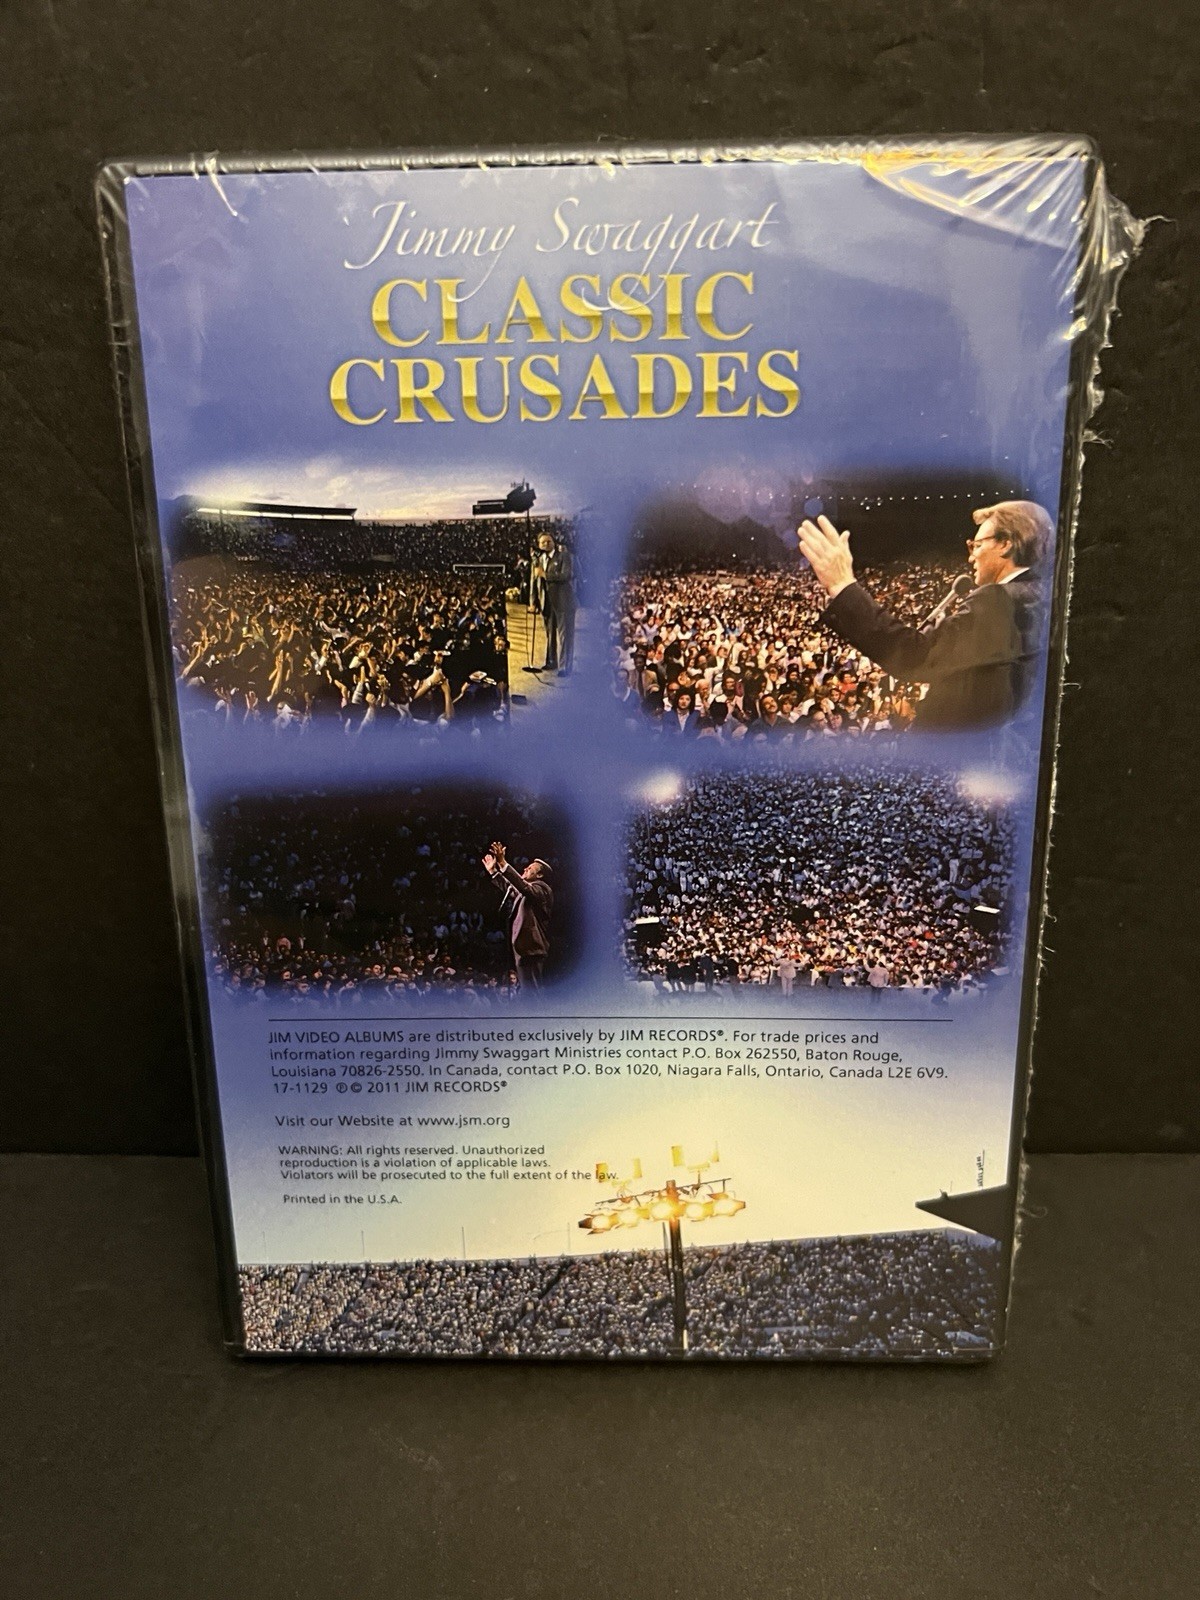 Jimmy Swaggart
CLASSIC
CRUSADES
JIM VIDEO ALBUMS are distributed exclusively by JIM RECORDS®. For trade prices and
information regarding Jimmy Swaggart Ministries contact P.O. Box 262550, Baton Rouge,
Louisiana 70826-2550. In Canada, contact P.O. Box 1020, Niagara Falls, Ontario, Canada L2E 6V9.
17-1129 ℗© 2011 JIM RECORDS®
Visit our Website at www.jsm.org
WARNING: All rights reserved. Unauthorized
reproduction is a violation of applicable laws.
Violators will be prosecuted to the full extent of the law.
Printed in the U.S.A.